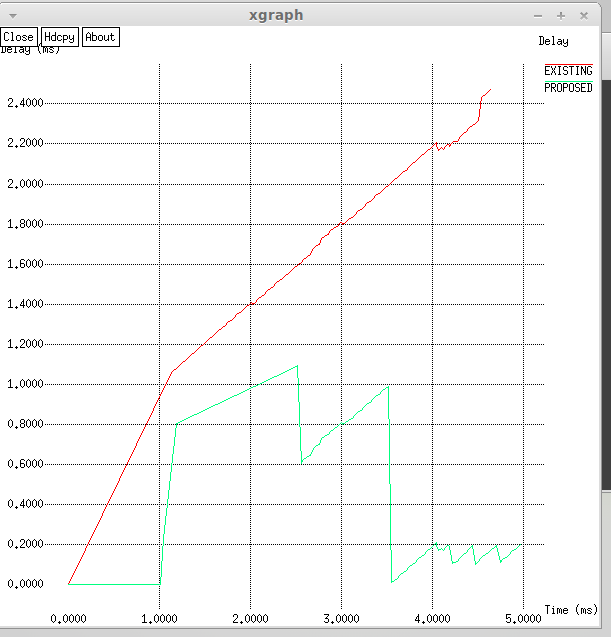 xgraph
Close Hdcpy About
Delay (ms)
Delay
EXISTING
PROPOSED
2.4000
2.2000
2.0000
1.8000
1.6000
1.4000
1.2000
1.0000
0.8000
0.6000
0.4000
0.2000
0.0000
Time (ms)
0.0000 1.0000 2.0000 3.0000 4.0000 5.0000